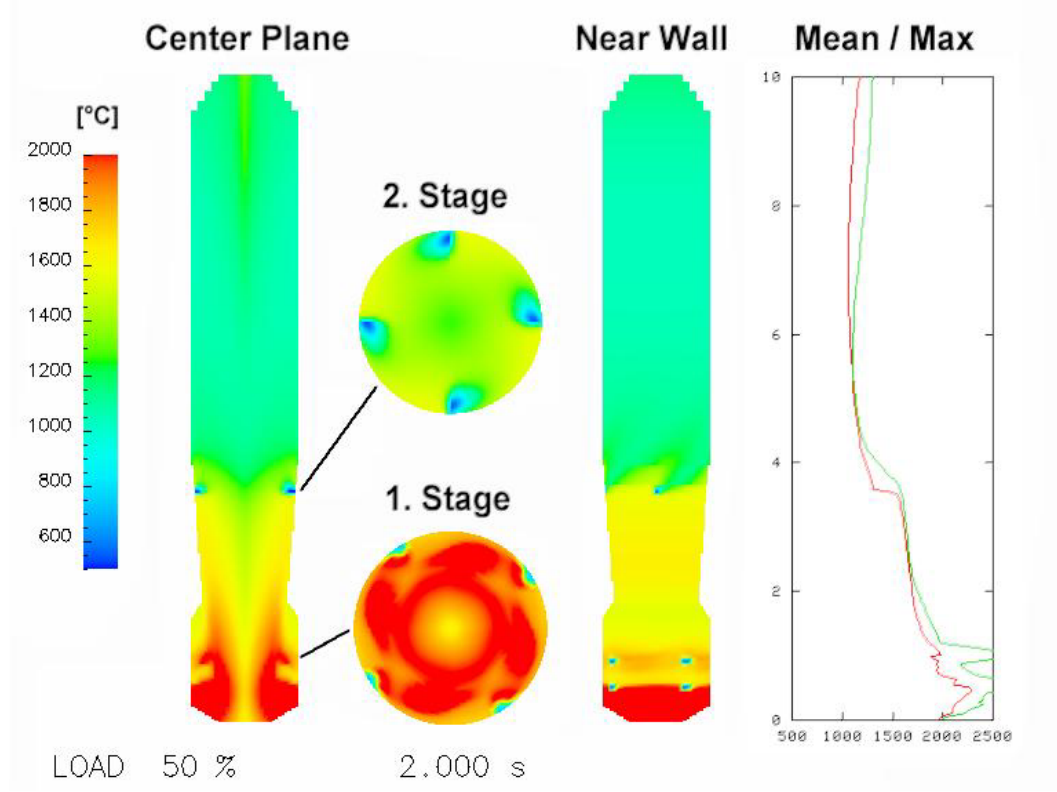 Center Plane
Near Wall
Mean / Max
[°C]
2000
1800
1600
1400
1200
1000
800
600
2. Stage
1. Stage
10
8
6
4
2
0
500 1000 1500 2000 2500
LOAD 50 % 2.000 s